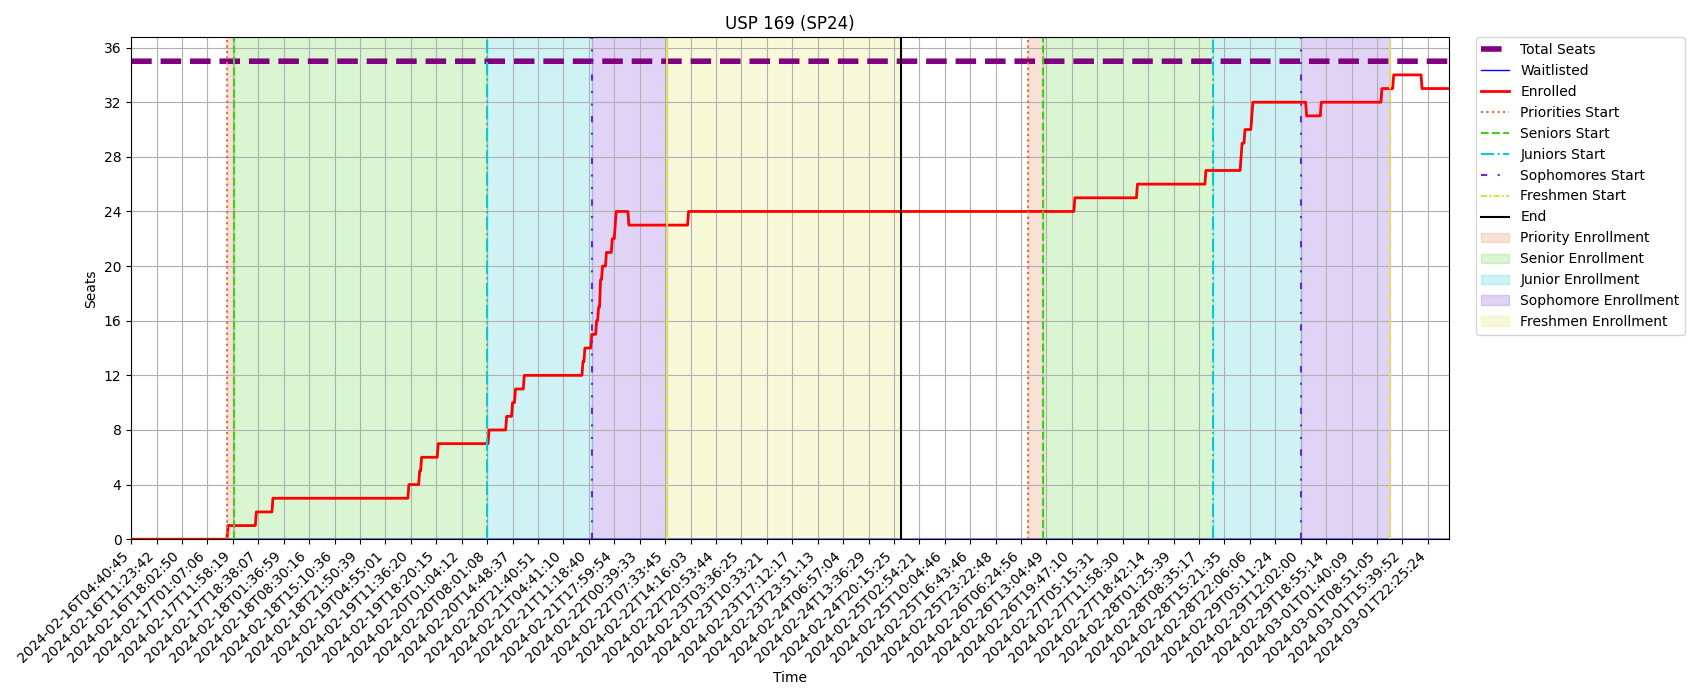 USP 169 (SP24)
36
32
28
24
20
16
12
8
4
0
Seats
2024-02-16T04:40:45
2024-02-16T11:23:42
2024-02-16T18:02:50
2024-02-17T01:07:06
2024-02-17T11:58:19
2024-02-17T18:38:07
2024-02-18T01:36:59
2024-02-18T08:30:16
2024-02-18T15:10:36
2024-02-18T21:50:39
2024-02-19T04:55:01
2024-02-19T11:36:20
2024-02-19T18:20:15
2024-02-20T01:04:12
2024-02-20T08:01:08
2024-02-20T14:48:37
2024-02-20T21:40:51
2024-02-21T04:41:10
2024-02-21T11:18:40
2024-02-21T17:59:54
2024-02-22T00:39:33
2024-02-22T07:33:45
2024-02-22T14:16:03
2024-02-22T20:53:44
2024-02-23T03:36:25
2024-02-23T10:33:21
2024-02-23T17:12:17
2024-02-23T23:51:13
2024-02-24T06:57:04
2024-02-24T13:36:29
2024-02-24T20:15:25
2024-02-25T02:54:21
2024-02-25T10:04:46
2024-02-25T16:43:46
2024-02-25T23:22:48
2024-02-26T06:24:56
2024-02-26T13:04:49
2024-02-26T19:47:10
2024-02-27T05:15:31
2024-02-27T11:58:30
2024-02-27T18:42:14
2024-02-28T01:25:39
2024-02-28T08:35:17
2024-02-28T15:21:35
2024-02-28T22:06:06
2024-02-29T05:11:24
2024-02-29T12:02:00
2024-02-29T18:55:14
2024-03-01T01:40:09
2024-03-01T08:51:05
2024-03-01T15:39:52
2024-03-01T22:25:24
Time
Total Seats
Waitlisted
Enrolled
Priorities Start
Seniors Start
Juniors Start
Sophomores Start
Freshmen Start
End
Priority Enrollment
Senior Enrollment
Junior Enrollment
Sophomore Enrollment
Freshmen Enrollment